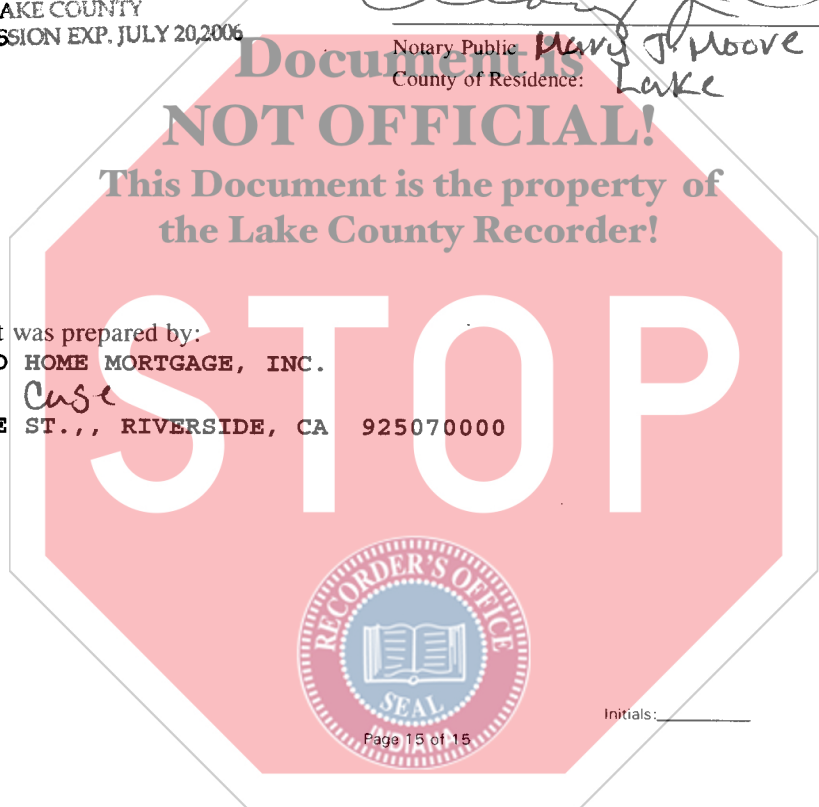 AKE COUNTY
SSION EXP. JULY 20,2006
Notary Public Mary J. Moore
County of Residence: Lake
Document is
NOT OFFICIAL!
This Document is the property of
the Lake County Recorder!
STOP
t was prepared by:
O HOME MORTGAGE, INC.
Case
E ST.,, RIVERSIDE, CA 925070000
RECORDER'S OFFICE
SEAL
INDIANA
Initials:
Page 15 of 15